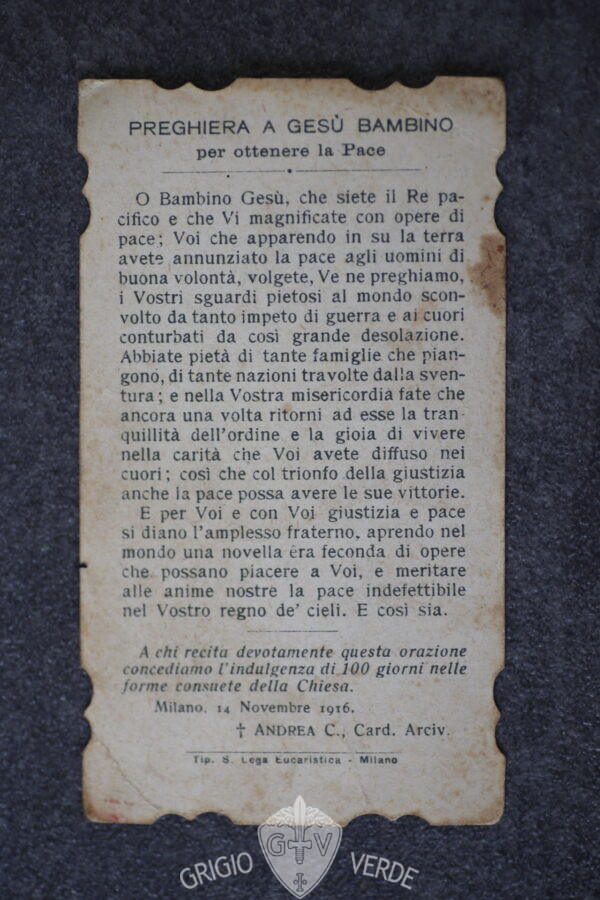 PREGHIERA A GESÙ BAMBINO
per ottenere la Pace
O Bambino Gesù, che siete il Re pa-
cifico e che Vi magnificate con opere di
pace; Voi che apparendo in su la terra
avete annunziato la pace agli uomini di
buona volontà, volgete, Ve ne preghiamo,
i Vostri sguardi pietosi al mondo scon-
volto da tanto impeto di guerra e ai cuori
conturbati da così grande desolazione.
Abbiate pietà di tante famiglie che pian-
gono, di tante nazioni travolte dalla sven-
tura; e nella Vostra misericordia fate che
ancora una volta ritorni ad esse la tran-
quillità dell'ordine e la gioia di vivere
nella carità che Voi avete diffuso nei
cuori; così che col trionfo della giustizia
anche la pace possa avere le sue vittorie.
E per Voi e con Voi giustizia e pace
si diano l'amplesso fraterno, aprendo nel
mondo una novella éra feconda di opere
che possano piacere a Voi, e meritare
alle anime nostre la pace indefettibile
nel Vostro regno de' cieli. E così sia.
A chi recita devotamente questa orazione
concediamo l'indulgenza di 100 giorni nelle
forme consuete della Chiesa.
Milano, 14 Novembre 1916.
† ANDREA C., Card. Arciv.
Tip. S. Lega Eucaristica - Milano
G V
GRIGIO VERDE